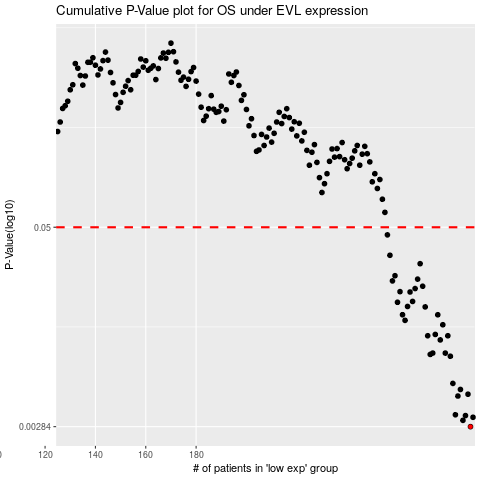 Cumulative P-Value plot for OS under EVL expression
P-Value(log10)
0.05
0.00284
0 120 140 160 180
# of patients in 'low exp' group